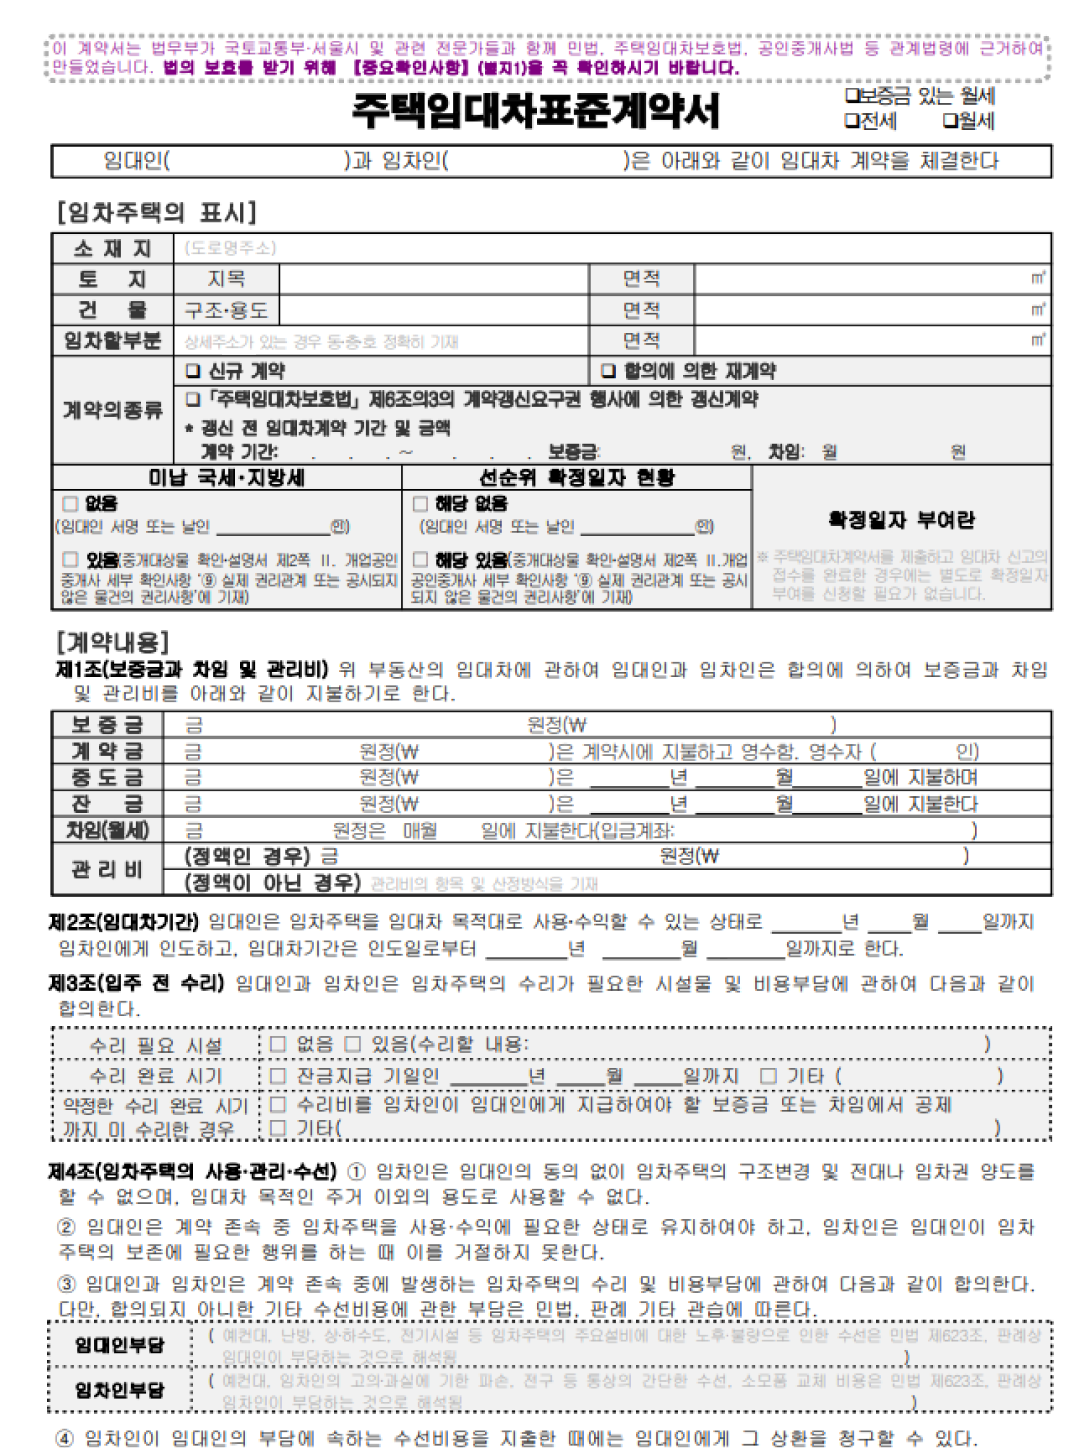 이 계약서는 법무부가 국토교통부·서울시 및 관련 전문가들과 함께 민법, 주택임대차보호법, 공인중개사법 등 관계법령에 근거하여
만들었습니다. 법의 보호를 받기 위해 【중요확인사항】(별지1)을 꼭 확인하시기 바랍니다.
주택임대차표준계약서
❏보증금 있는 월세
❏전세 ❏월세
임대인( )과 임차인( )은 아래와 같이 임대차 계약을 체결한다
[임차주택의 표시]
소 재 지 (도로명주소)
토 지 지목 면적 ㎡
건 물 구조·용도 면적 ㎡
임차할부분 상세주소가 있는 경우 동·층·호 정확히 기재 면적 ㎡
계약의종류
❏ 신규 계약 ❏ 합의에 의한 재계약
❏「주택임대차보호법」제6조의3의 계약갱신요구권 행사에 의한 갱신계약
* 갱신 전 임대차계약 기간 및 금액
계약 기간: . . . ~ . . . 보증금: 원, 차임: 월 원
미납 국세·지방세 선순위 확정일자 현황
□ 없음
(임대인 서명 또는 날인 __________㊞)
□ 있음(중개대상물 확인·설명서 제2쪽 Ⅱ. 개업공인
중개사 세부 확인사항 '⑨ 실제 권리관계 또는 공시되지
않은 물건의 권리사항'에 기재)
□ 해당 없음
(임대인 서명 또는 날인 __________㊞)
□ 해당 있음(중개대상물 확인·설명서 제2쪽 Ⅱ.개업
공인중개사 세부 확인사항 '⑨ 실제 권리관계 또는 공시
되지 않은 물건의 권리사항'에 기재)
확정일자 부여란
※ 주택임대차계약서를 제출하고 임대차 신고의
접수를 완료한 경우에는 별도로 확정일자
부여를 신청할 필요가 없습니다.
[계약내용]
제1조(보증금과 차임 및 관리비) 위 부동산의 임대차에 관하여 임대인과 임차인은 합의에 의하여 보증금과 차임
및 관리비를 아래와 같이 지불하기로 한다.
보 증 금 금 원정(₩ )
계 약 금 금 원정(₩ )은 계약시에 지불하고 영수함. 영수자 ( 인)
중 도 금 금 원정(₩ )은 _______년 _______월_______일에 지불하며
잔 금 금 원정(₩ )은 _______년 _______월_______일에 지불한다
차임(월세) 금 원정은 매월 일에 지불한다(입금계좌: )
관 리 비
(정액인 경우) 금 원정(₩ )
(정액이 아닌 경우) 관리비의 항목 및 산정방식을 기재
제2조(임대차기간) 임대인은 임차주택을 임대차 목적대로 사용·수익할 수 있는 상태로 ______년 ____월 ____일까지
임차인에게 인도하고, 임대차기간은 인도일로부터 _______년 _______월 _______일까지로 한다.
제3조(입주 전 수리) 임대인과 임차인은 임차주택의 수리가 필요한 시설물 및 비용부담에 관하여 다음과 같이
합의한다.
수리 필요 시설 □ 없음 □ 있음(수리할 내용: )
수리 완료 시기 □ 잔금지급 기일인 _______년 ____월 ____일까지 □ 기타 ( )
약정한 수리 완료 시기
까지 미 수리한 경우
□ 수리비를 임차인이 임대인에게 지급하여야 할 보증금 또는 차임에서 공제
□ 기타( )
제4조(임차주택의 사용·관리·수선) ① 임차인은 임대인의 동의 없이 임차주택의 구조변경 및 전대나 임차권 양도를
할 수 없으며, 임대차 목적인 주거 이외의 용도로 사용할 수 없다.
② 임대인은 계약 존속 중 임차주택을 사용·수익에 필요한 상태로 유지하여야 하고, 임차인은 임대인이 임차
주택의 보존에 필요한 행위를 하는 때 이를 거절하지 못한다.
③ 임대인과 임차인은 계약 존속 중에 발생하는 임차주택의 수리 및 비용부담에 관하여 다음과 같이 합의한다.
다만, 합의되지 아니한 기타 수선비용에 관한 부담은 민법, 판례 기타 관습에 따른다.
임대인부담
( 예컨대, 난방, 상·하수도, 전기시설 등 임차주택의 주요설비에 대한 노후·불량으로 인한 수선은 민법 제623조, 판례상
임대인이 부담하는 것으로 해석됨 )
임차인부담
( 예컨대, 임차인의 고의·과실에 기한 파손, 전구 등 통상의 간단한 수선, 소모품 교체 비용은 민법 제623조, 판례상
임차인이 부담하는 것으로 해석됨 )
④ 임차인이 임대인의 부담에 속하는 수선비용을 지출한 때에는 임대인에게 그 상환을 청구할 수 있다.